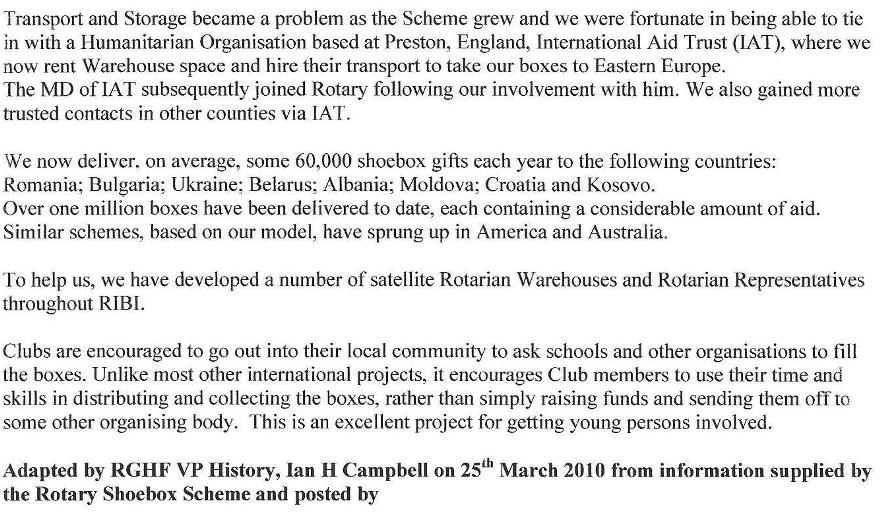 Transport and Storage became a problem as the Scheme grew and we were fortunate in being able to tie
in with a Humanitarian Organisation based at Preston, England, International Aid Trust (IAT), where we
now rent Warehouse space and hire their transport to take our boxes to Eastern Europe.
The MD of IAT subsequently joined Rotary following our involvement with him. We also gained more
trusted contacts in other counties via IAT.

We now deliver, on average, some 60,000 shoebox gifts each year to the following countries:
Romania; Bulgaria; Ukraine; Belarus; Albania; Moldova; Croatia and Kosovo.
Over one million boxes have been delivered to date, each containing a considerable amount of aid.
Similar schemes, based on our model, have sprung up in America and Australia.

To help us, we have developed a number of satellite Rotarian Warehouses and Rotarian Representatives
throughout RIBI.

Clubs are encouraged to go out into their local community to ask schools and other organisations to fill
the boxes. Unlike most other international projects, it encourages Club members to use their time and
skills in distributing and collecting the boxes, rather than simply raising funds and sending them off to
some other organising body.  This is an excellent project for getting young persons involved.

Adapted by RGHF VP History, Ian H Campbell on 25th March 2010 from information supplied by
the Rotary Shoebox Scheme and posted by